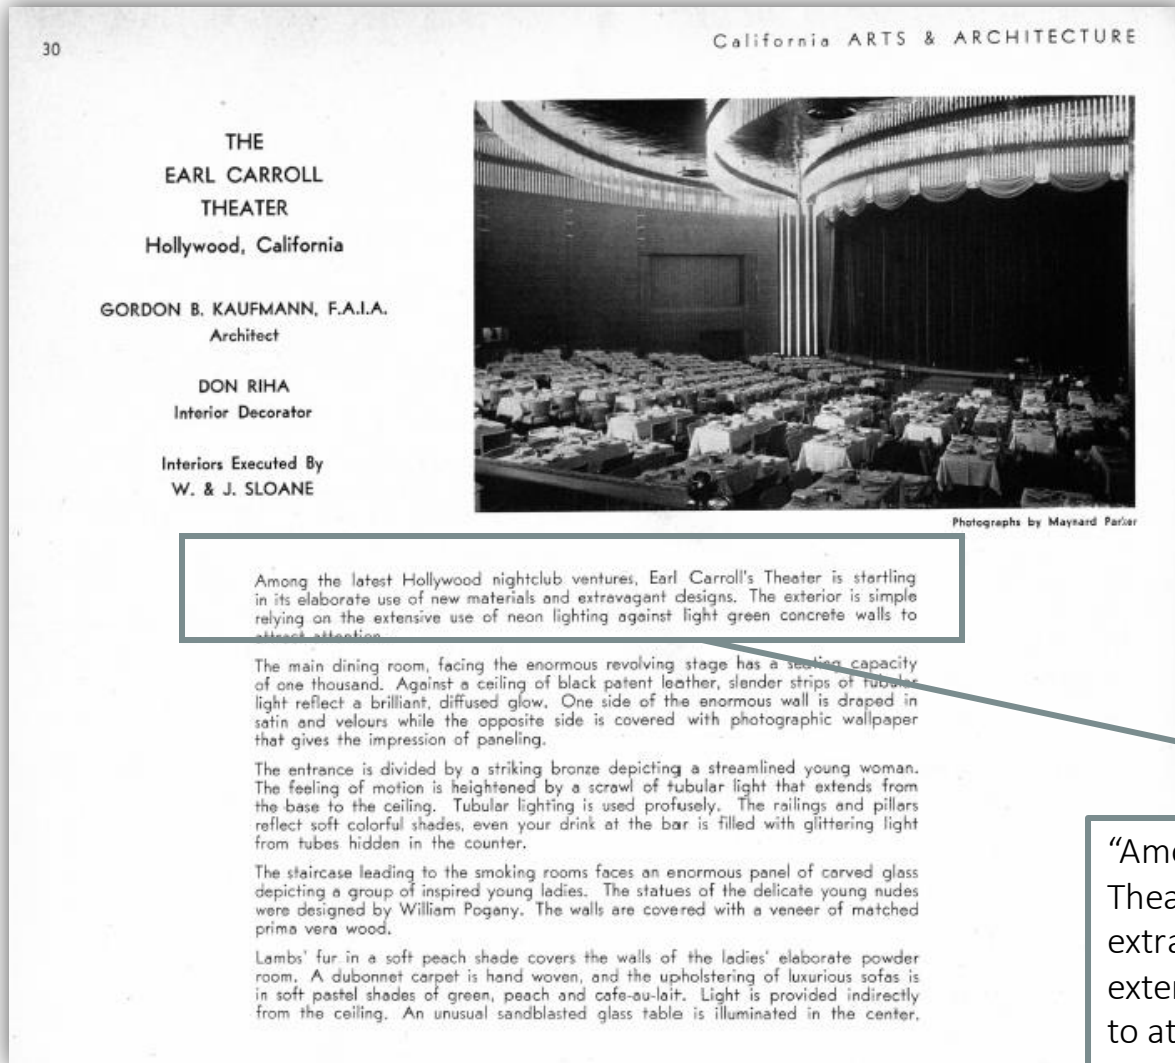 30
California ARTS & ARCHITECTURE
THE
EARL CARROLL
THEATER
Hollywood, California
GORDON B. KAUFMANN, F.A.I.A.
Architect
DON RIHA
Interior Decorator
Interiors Executed By
W. & J. SLOANE
Photographs by Maynard Parker
Among the latest Hollywood nightclub ventures, Earl Carroll's Theater is startling
in its elaborate use of new materials and extravagant designs. The exterior is simple
relying on the extensive use of neon lighting against light green concrete walls to
attract attention.
The main dining room, facing the enormous revolving stage has a seating capacity
of one thousand. Against a ceiling of black patent leather, slender strips of tubular
light reflect a brilliant, diffused glow. One side of the enormous wall is draped in
satin and velours while the opposite side is covered with photographic wallpaper
that gives the impression of paneling.
The entrance is divided by a striking bronze depicting a streamlined young woman.
The feeling of motion is heightened by a scrawl of tubular light that extends from
the base to the ceiling. Tubular lighting is used profusely. The railings and pillars
reflect soft colorful shades, even your drink at the bar is filled with glittering light
from tubes hidden in the counter.
The staircase leading to the smoking rooms faces an enormous panel of carved glass
depicting a group of inspired young ladies. The statues of the delicate young nudes
were designed by William Pogany. The walls are covered with a veneer of matched
prima vera wood.
Lambs' fur in a soft peach shade covers the walls of the ladies' elaborate powder
room. A dubonnet carpet is hand woven, and the upholstering of luxurious sofas is
in soft pastel shades of green, peach and cafe-au-lait. Light is provided indirectly
from the ceiling. An unusual sandblasted glass table is illuminated in the center,
to